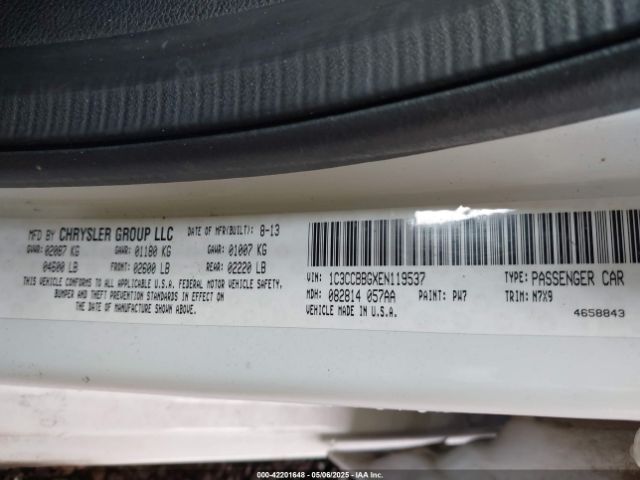 MFD BY CHRYSLER GROUP LLC DATE OF MFR(BUILT): 8-13
GVWR: 02087 KG GAWR: 01180 KG GAWR: 01007 KG
04600 LB FRONT: 02600 LB REAR: 02220 LB
THIS VEHICLE CONFORMS TO ALL APPLICABLE U.S.A. FEDERAL MOTOR VEHICLE SAFETY,
BUMPER AND THEFT PREVENTION STANDARDS IN EFFECT ON
THE DATE OF MANUFACTURE SHOWN ABOVE.
VIN: 1C3CCBBGXEN119537 TYPE: PASSENGER CAR
MDH: 082814 057AA PAINT: PW7 TRIM: N7X9
VEHICLE MADE IN U.S.A. 4658843
000-42201648 - 05/06/2025 - IAA Inc.